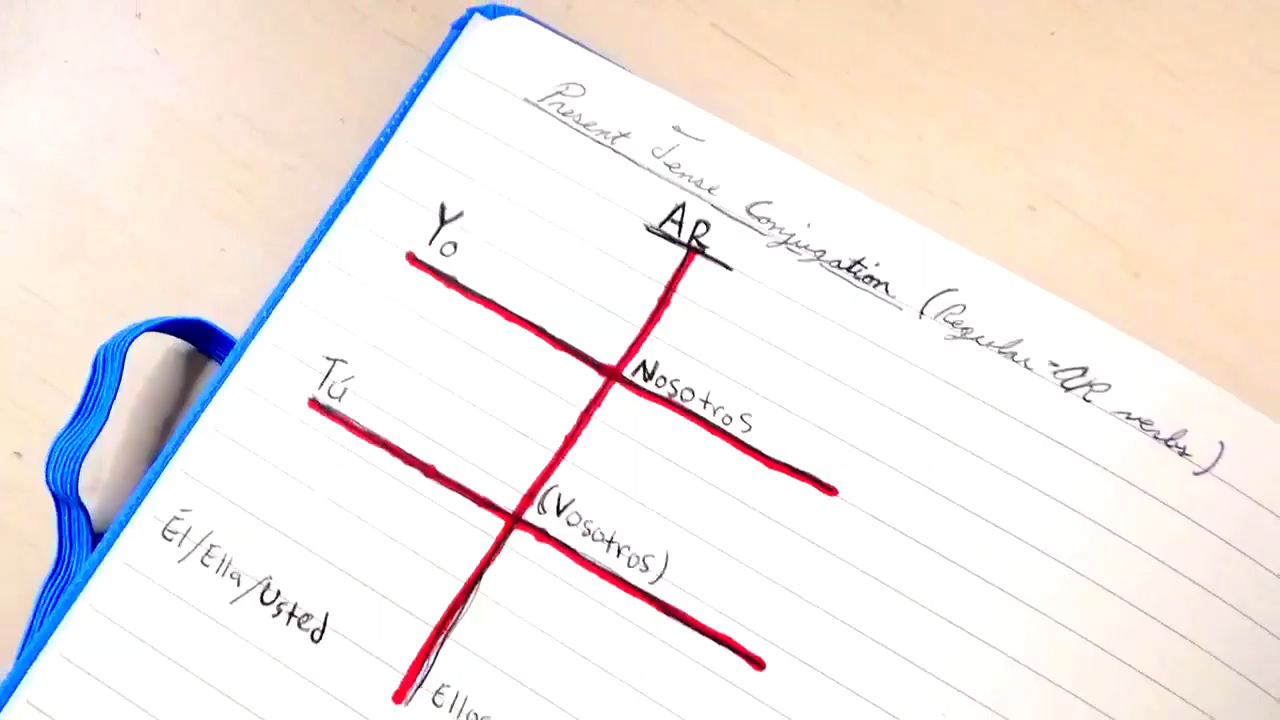 Present Tense Conjugation (Regular -AR verbs)
AR
Yo
Nosotros
Tú
(Vosotros)
Él/Ella/Usted